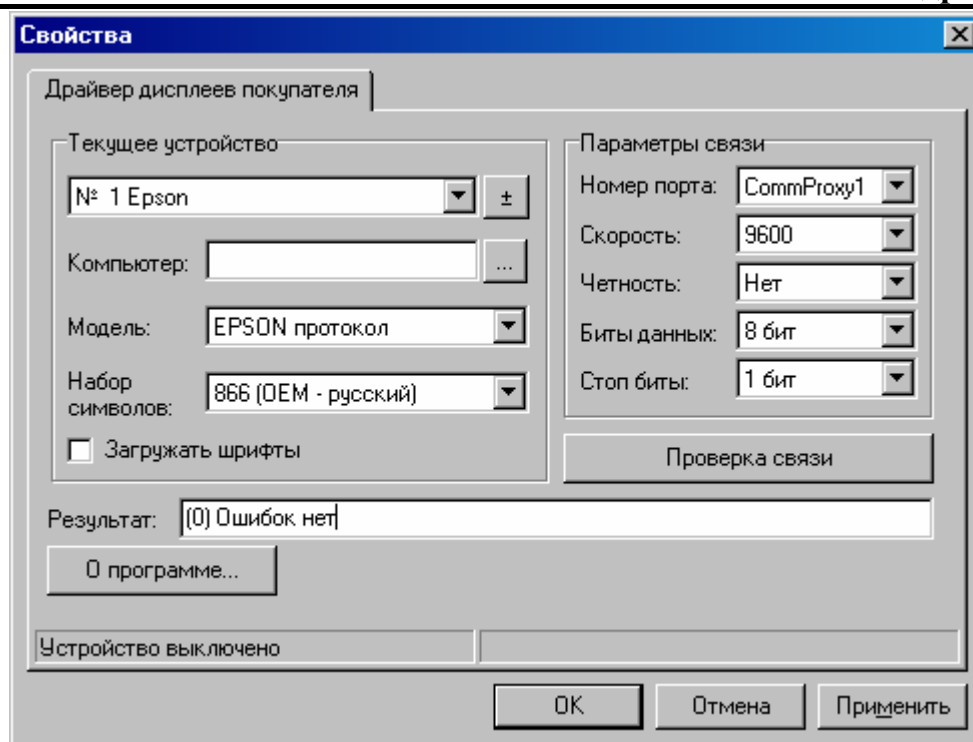 Свойства
Драйвер дисплеев покупателя
Текущее устройство
№ 1 Epson
±
Компьютер:
...
Модель:
EPSON протокол
Набор
символов:
866 (OEM - русский)
Загружать шрифты
Параметры связи
Номер порта:
CommProxy1
Скорость:
9600
Четность:
Нет
Биты данных:
8 бит
Стоп биты:
1 бит
Проверка связи
Результат:
(0) Ошибок нет
О программе...
Устройство выключено
OK
Отмена
Применить